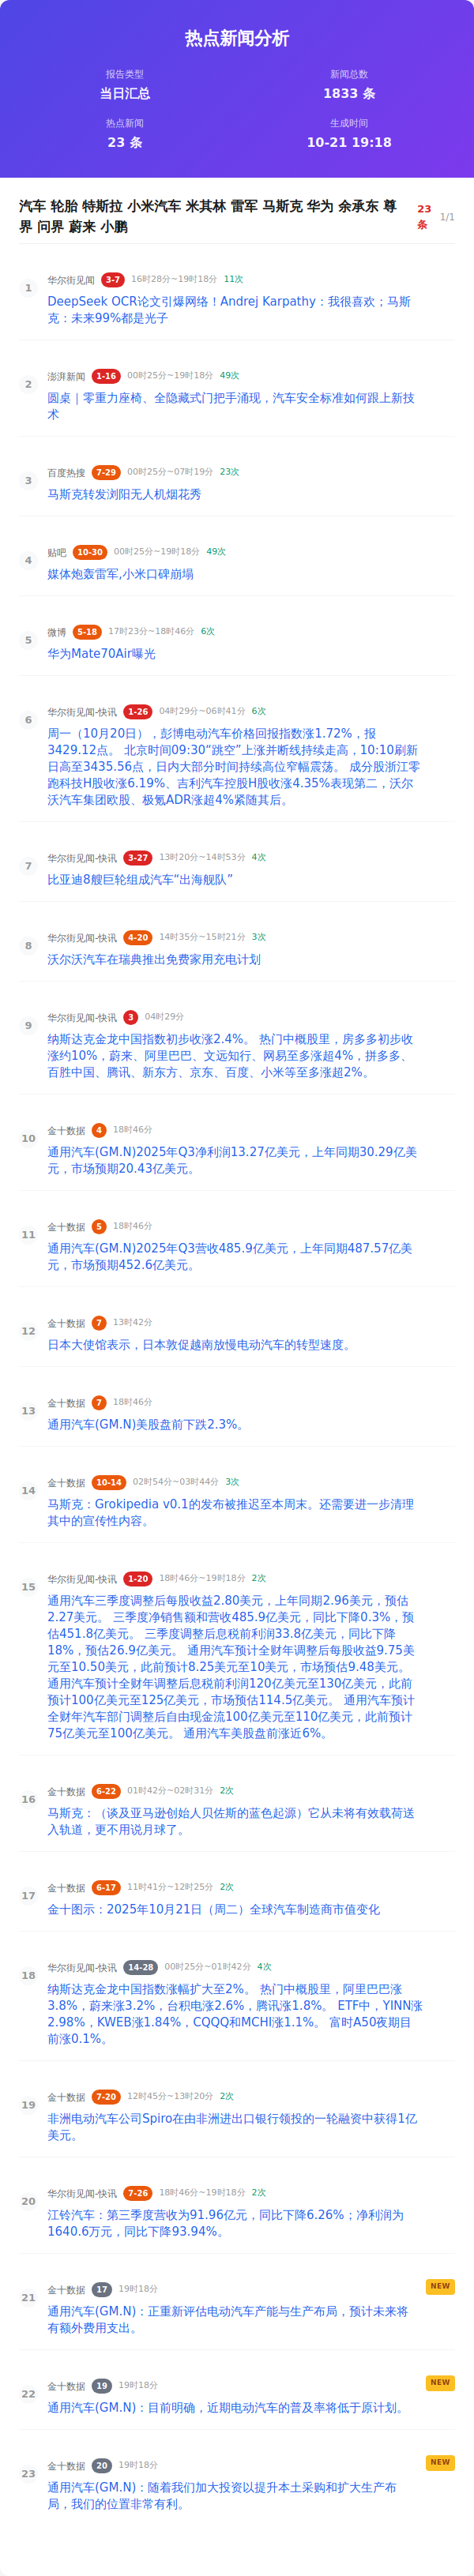 热点新闻分析
报告类型
当日汇总
新闻总数
1833 条
热点新闻
23 条
生成时间
10-21 19:18
汽车 轮胎 特斯拉 小米汽车 米其林 雷军 马斯克 华为 余承东 尊
界 问界 蔚来 小鹏
23
条
1/1
1
华尔街见闻 3-7 16时28分~19时18分 11次
DeepSeek OCR论文引爆网络！Andrej Karpathy：我很喜欢；马斯
克：未来99%都是光子
2
澎湃新闻 1-16 00时25分~19时18分 49次
圆桌｜零重力座椅、全隐藏式门把手涌现，汽车安全标准如何跟上新技
术
3
百度热搜 7-29 00时25分~07时19分 23次
马斯克转发浏阳无人机烟花秀
4
贴吧 10-30 00时25分~19时18分 49次
媒体炮轰雷军,小米口碑崩塌
5
微博 5-18 17时23分~18时46分 6次
华为Mate70Air曝光
6
华尔街见闻-快讯 1-26 04时29分~06时41分 6次
周一（10月20日），彭博电动汽车价格回报指数涨1.72%，报
3429.12点。 北京时间09:30“跳空”上涨并断线持续走高，10:10刷新
日高至3435.56点，日内大部分时间持续高位窄幅震荡。 成分股浙江零
跑科技H股收涨6.19%、吉利汽车控股H股收涨4.35%表现第二，沃尔
沃汽车集团欧股、极氪ADR涨超4%紧随其后。
7
华尔街见闻-快讯 3-27 13时20分~14时53分 4次
比亚迪8艘巨轮组成汽车“出海舰队”
8
华尔街见闻-快讯 4-20 14时35分~15时21分 3次
沃尔沃汽车在瑞典推出免费家用充电计划
9
华尔街见闻-快讯 3 04时29分
纳斯达克金龙中国指数初步收涨2.4%。 热门中概股里，房多多初步收
涨约10%，蔚来、阿里巴巴、文远知行、网易至多涨超4%，拼多多、
百胜中国、腾讯、新东方、京东、百度、小米等至多涨超2%。
10
金十数据 4 18时46分
通用汽车(GM.N)2025年Q3净利润13.27亿美元，上年同期30.29亿美
元，市场预期20.43亿美元。
11
金十数据 5 18时46分
通用汽车(GM.N)2025年Q3营收485.9亿美元，上年同期487.57亿美
元，市场预期452.6亿美元。
12
金十数据 7 13时42分
日本大使馆表示，日本敦促越南放慢电动汽车的转型速度。
13
金十数据 7 18时46分
通用汽车(GM.N)美股盘前下跌2.3%。
14
金十数据 10-14 02时54分~03时44分 3次
马斯克：Grokipedia v0.1的发布被推迟至本周末。还需要进一步清理
其中的宣传性内容。
15
华尔街见闻-快讯 1-20 18时46分~19时18分 2次
通用汽车三季度调整后每股收益2.80美元，上年同期2.96美元，预估
2.27美元。 三季度净销售额和营收485.9亿美元，同比下降0.3%，预
估451.8亿美元。 三季度调整后息税前利润33.8亿美元，同比下降
18%，预估26.9亿美元。 通用汽车预计全财年调整后每股收益9.75美
元至10.50美元，此前预计8.25美元至10美元，市场预估9.48美元。
通用汽车预计全财年调整后息税前利润120亿美元至130亿美元，此前
预计100亿美元至125亿美元，市场预估114.5亿美元。 通用汽车预计
全财年汽车部门调整后自由现金流100亿美元至110亿美元，此前预计
75亿美元至100亿美元。 通用汽车美股盘前涨近6%。
16
金十数据 6-22 01时42分~02时31分 2次
马斯克：（谈及亚马逊创始人贝佐斯的蓝色起源）它从未将有效载荷送
入轨道，更不用说月球了。
17
金十数据 6-17 11时41分~12时25分 2次
金十图示：2025年10月21日（周二）全球汽车制造商市值变化
18
华尔街见闻-快讯 14-28 00时25分~01时42分 4次
纳斯达克金龙中国指数涨幅扩大至2%。 热门中概股里，阿里巴巴涨
3.8%，蔚来涨3.2%，台积电涨2.6%，腾讯涨1.8%。 ETF中，YINN涨
2.98%，KWEB涨1.84%，CQQQ和MCHI涨1.1%。 富时A50夜期目
前涨0.1%。
19
金十数据 7-20 12时45分~13时20分 2次
非洲电动汽车公司Spiro在由非洲进出口银行领投的一轮融资中获得1亿
美元。
20
华尔街见闻-快讯 7-26 18时46分~19时18分 2次
江铃汽车：第三季度营收为91.96亿元，同比下降6.26%；净利润为
1640.6万元，同比下降93.94%。
21
金十数据 17 19时18分
NEW
通用汽车(GM.N)：正重新评估电动汽车产能与生产布局，预计未来将
有额外费用支出。
22
金十数据 19 19时18分
NEW
通用汽车(GM.N)：目前明确，近期电动汽车的普及率将低于原计划。
23
金十数据 20 19时18分
NEW
通用汽车(GM.N)：随着我们加大投资以提升本土采购和扩大生产布
局，我们的位置非常有利。